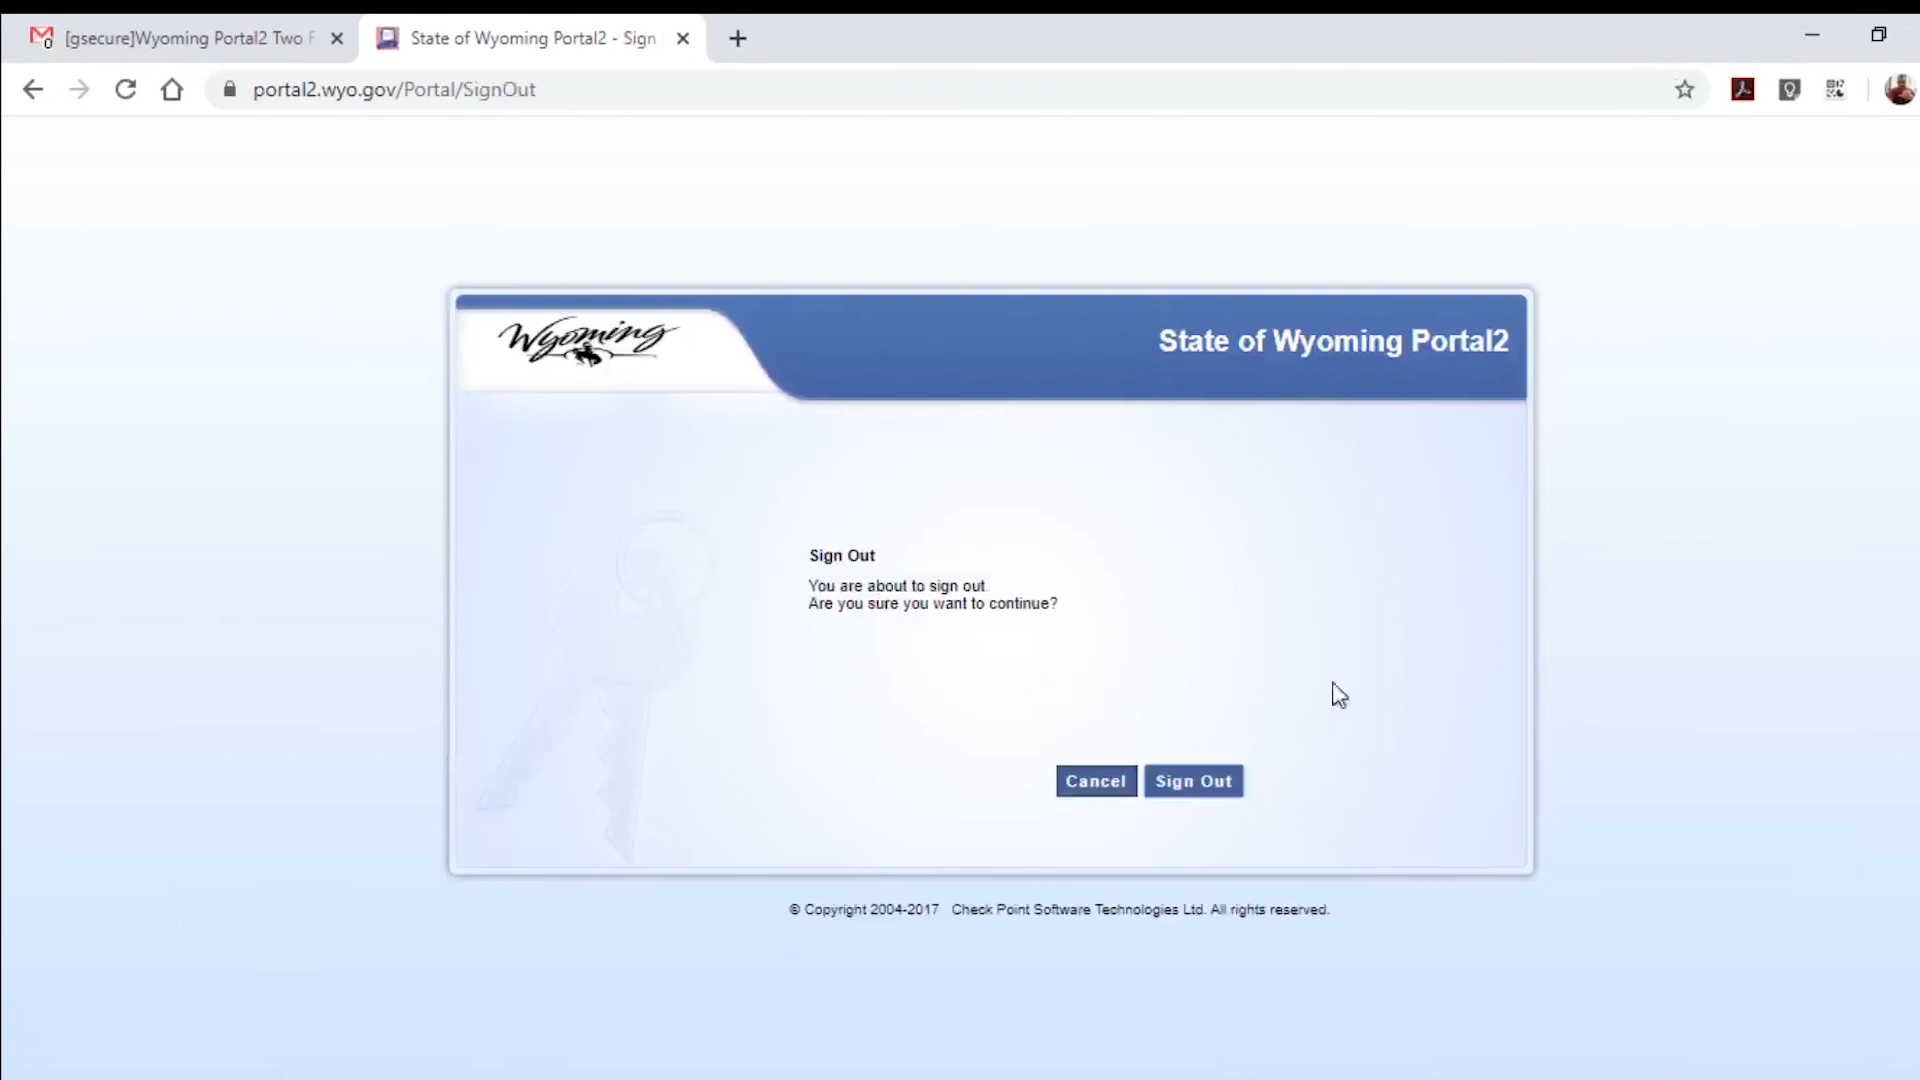 [gsecure]Wyoming Portal2 Two F
State of Wyoming Portal2 - Sign
portal2.wyo.gov/Portal/SignOut
Wyoming
State of Wyoming Portal2
Sign Out
You are about to sign out.
Are you sure you want to continue?
Cancel
Sign Out
© Copyright 2004-2017 Check Point Software Technologies Ltd. All rights reserved.